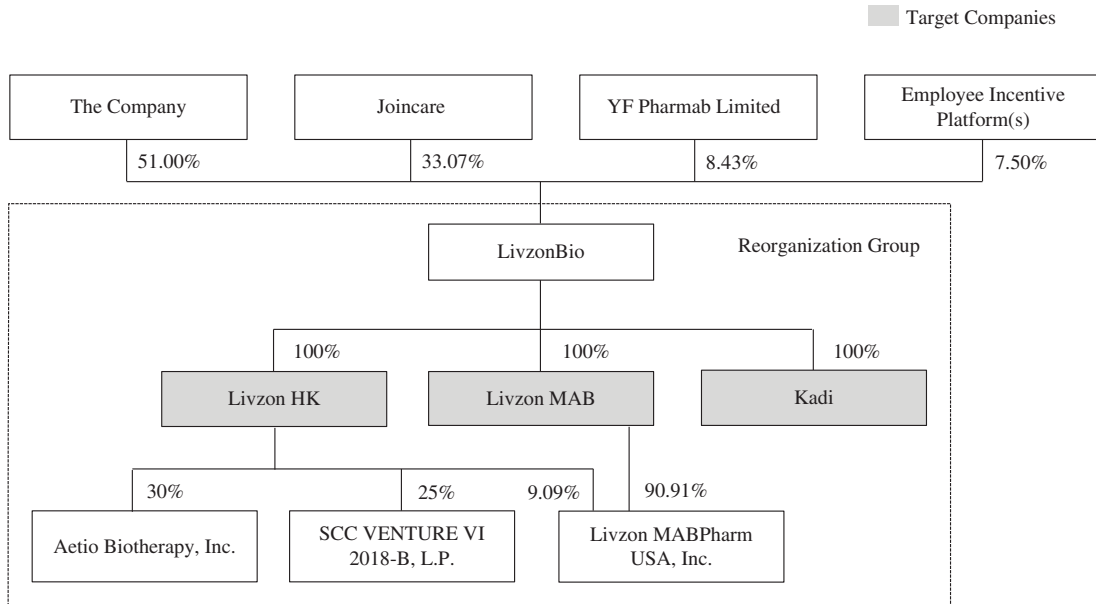 Target Companies
The Company
Joincare
YF Pharmab Limited
Employee Incentive
Platform(s)
51.00%
33.07%
8.43%
7.50%
LivzonBio
Reorganization Group
100%
100%
100%
Livzon HK
Livzon MAB
Kadi
30%
25%
9.09%
90.91%
Aetio Biotherapy, Inc.
SCC VENTURE VI
2018-B, L.P.
Livzon MABPharm
USA, Inc.